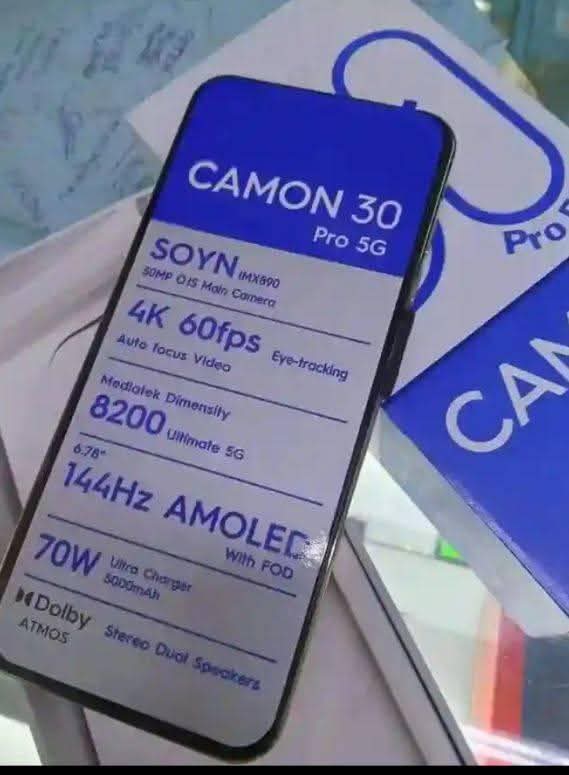 CAMON 30
Pro 5G
SOYN IMX890
50MP OIS Main Camera
4K 60fps Eye-tracking
Auto focus Video
Mediatek Dimensity
8200 Ultimate 5G
6.78"
144Hz AMOLED
With FOD
70W Ultra Charger
5000mAh
Dolby
ATMOS
Stereo Dual Speakers
Pro
CAM